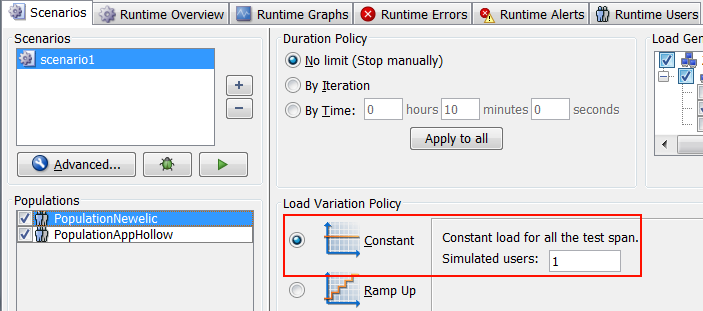 Scenarios Runtime Overview Runtime Graphs Runtime Errors Runtime Alerts Runtime Users
Scenarios
scenario1
+
−
Advanced...
Populations
PopulationNewelic
PopulationAppHollow
Duration Policy
No limit (Stop manually)
By Iteration
By Time: 0 hours 10 minutes 0 seconds
Apply to all
Load Gen
Load Variation Policy
Constant
Constant load for all the test span.
Simulated users: 1
Ramp Up